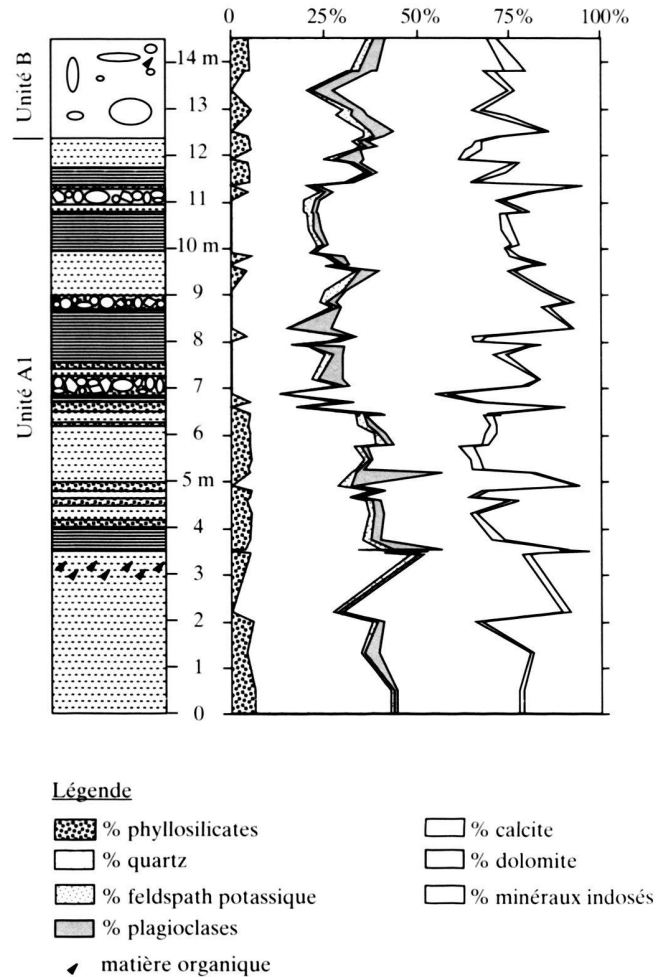 0 25% 50% 75% 100%
Unité B
Unité A1
14 m
13
12
11
10 m
9
8
7
6
5 m
4
3
2
1
0
Légende
% phyllosilicates
% quartz
% feldspath potassique
% plagioclases
matière organique
% calcite
% dolomite
% minéraux indosés